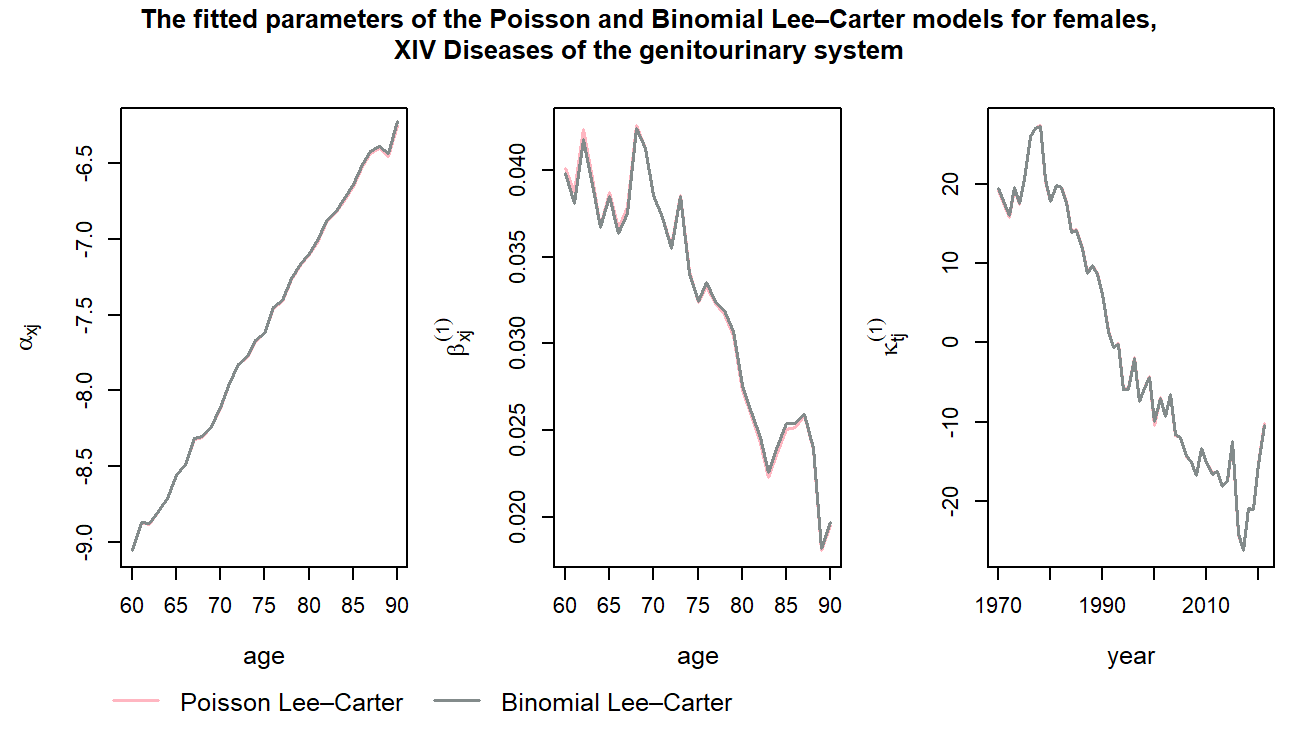 The fitted parameters of the Poisson and Binomial Lee–Carter models for females,
XIV Diseases of the genitourinary system
αxj
-9.0 -8.5 -8.0 -7.5 -7.0 -6.5
60 65 70 75 80 85 90
age
βxj(1)
0.020 0.025 0.030 0.035 0.040
60 65 70 75 80 85 90
age
κtj(1)
-20 -10 0 10 20
1970 1990 2010
year
Poisson Lee–Carter
Binomial Lee–Carter